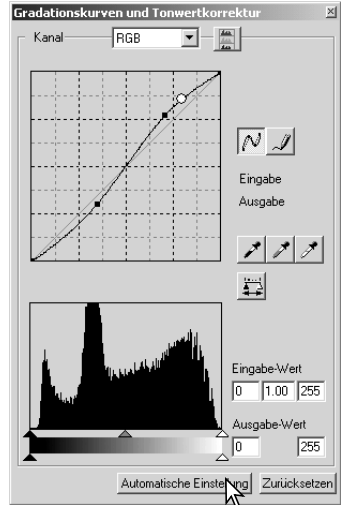 Gradationskurven und Tonwertkorrektur
Kanal RGB
Eingabe
Ausgabe
Eingabe-Wert
0 1.00 255
Ausgabe-Wert
0 255
Automatische Zurücksetzen